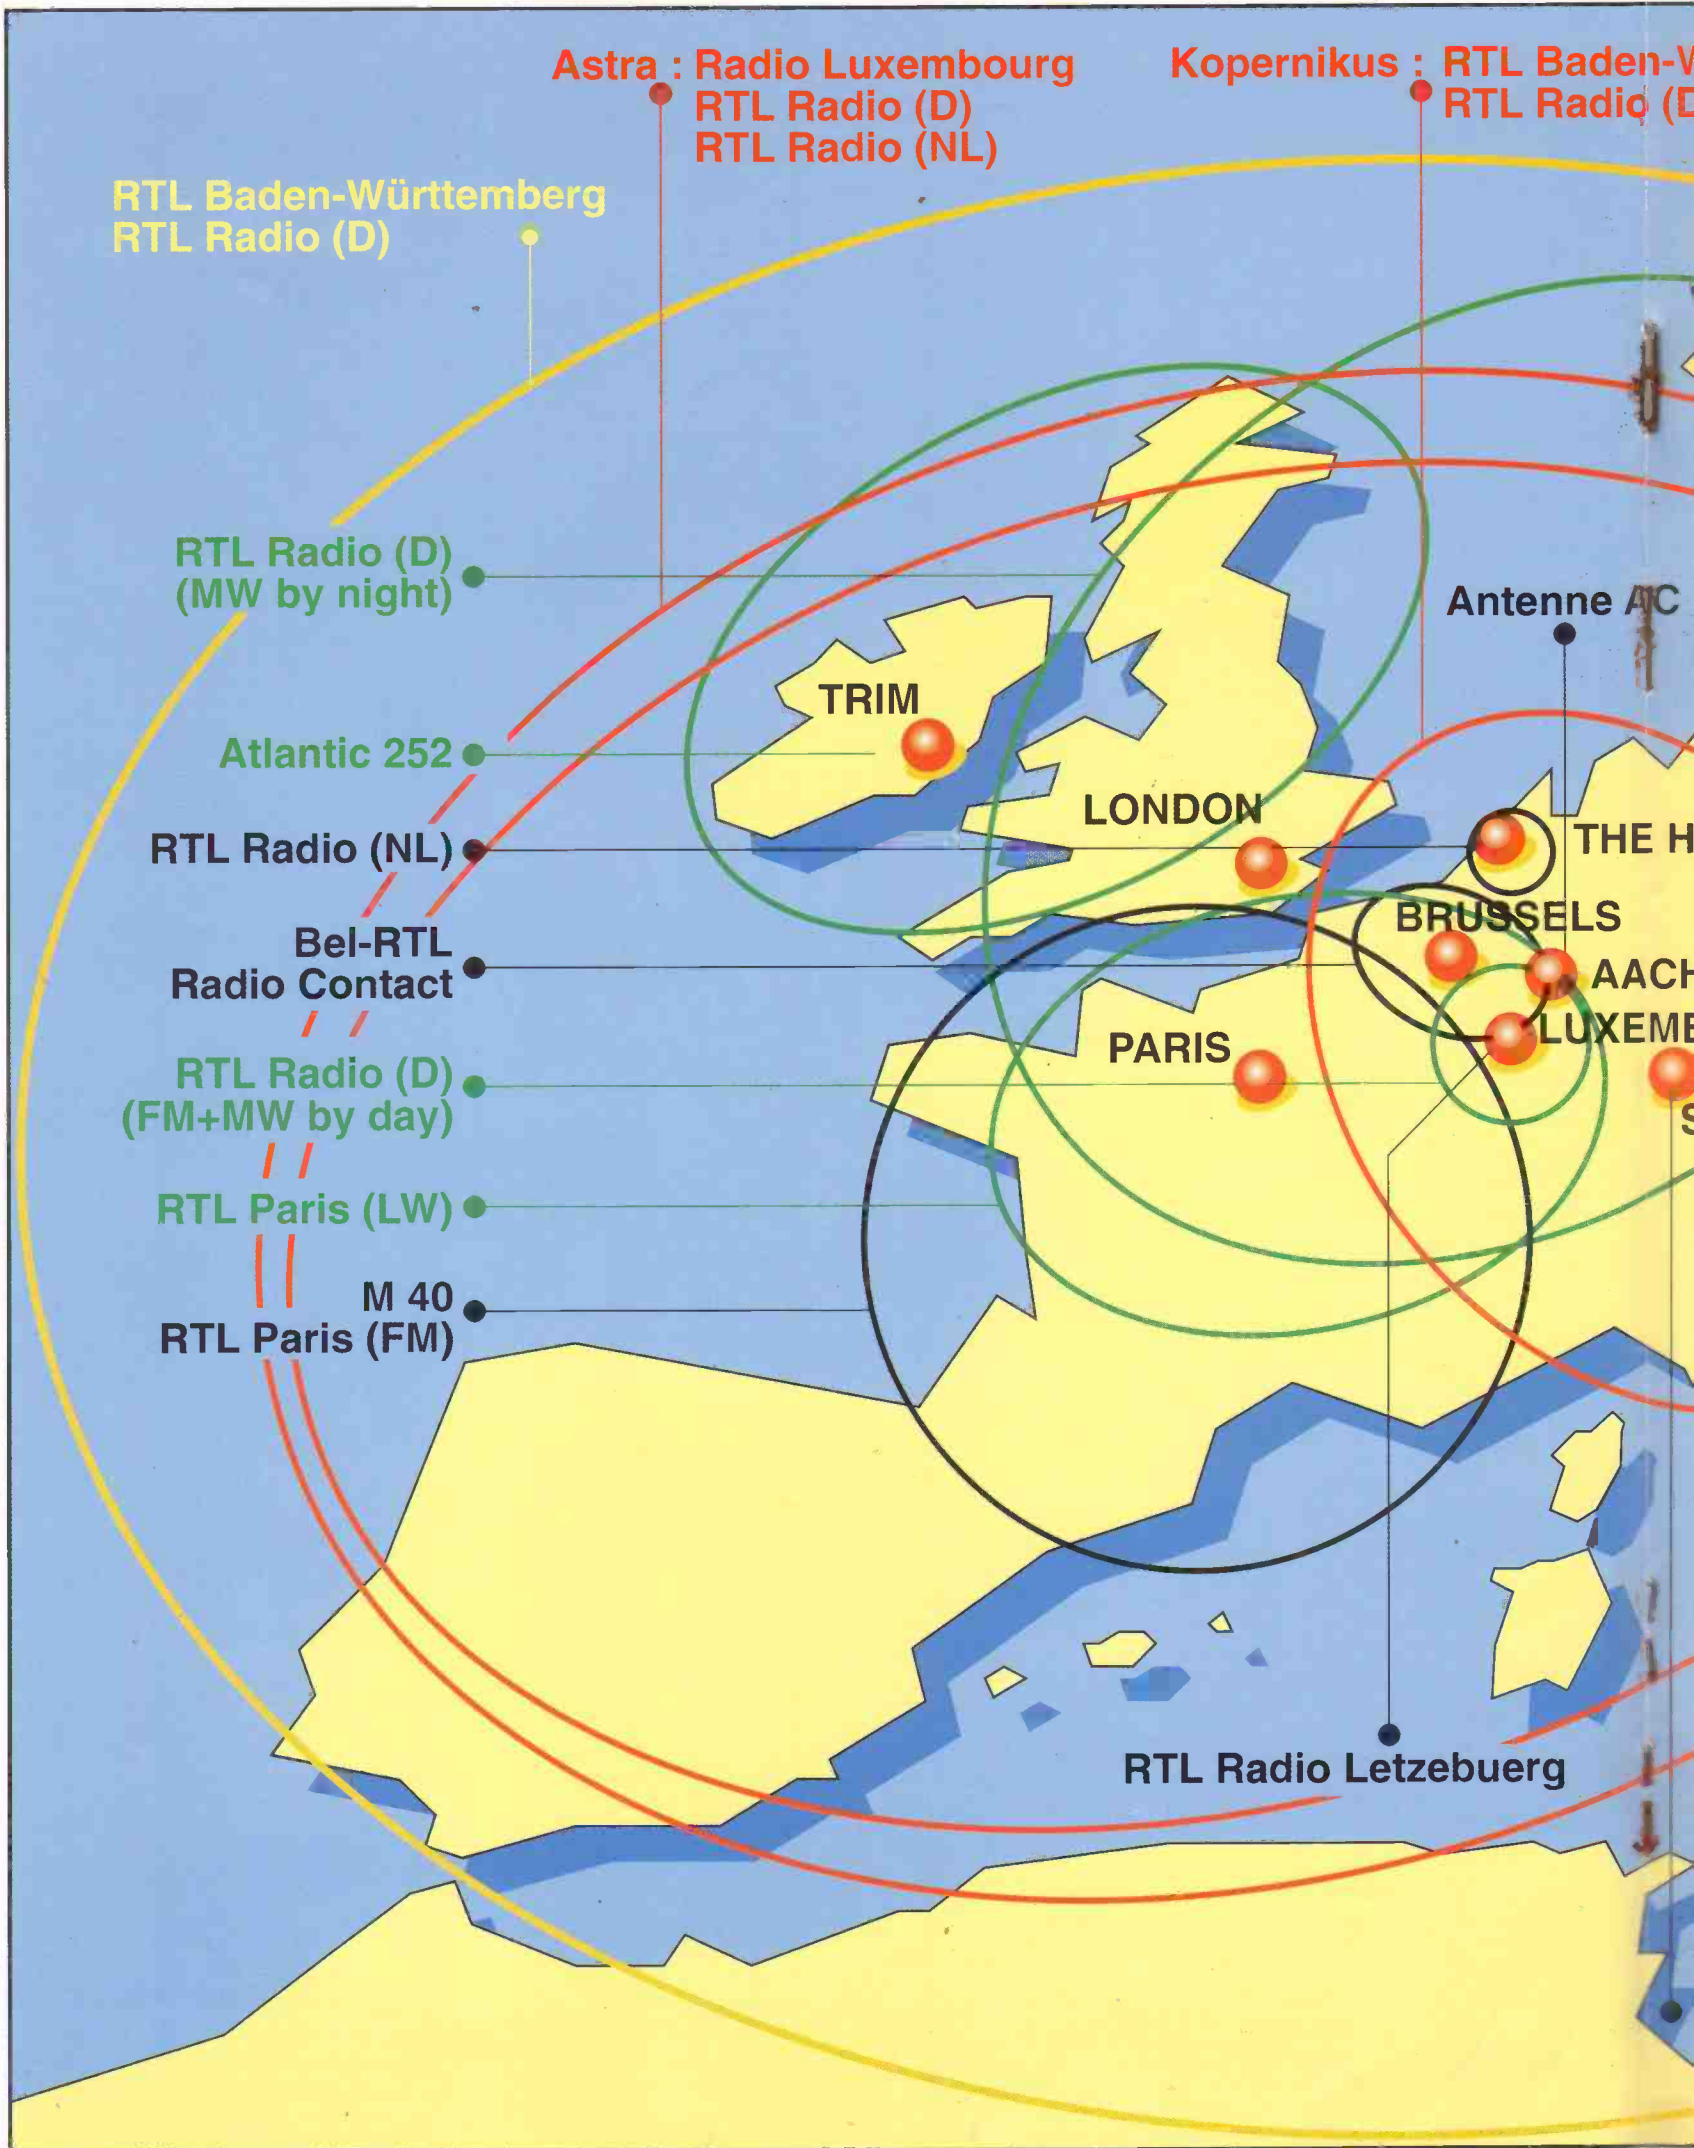 Astra : Radio Luxembourg
RTL Radio (D)
RTL Radio (NL)
Kopernikus : RTL Baden-W
RTL Radio (D
RTL Baden-Württemberg
RTL Radio (D)
RTL Radio (D)
(MW by night)
Antenne AC
TRIM
Atlantic 252
LONDON
RTL Radio (NL)
THE H
BRUSSELS
Bel-RTL
Radio Contact
AACH
LUXEMB
PARIS
RTL Radio (D)
(FM+MW by day)
S
RTL Paris (LW)
M 40
RTL Paris (FM)
RTL Radio Letzebuerg